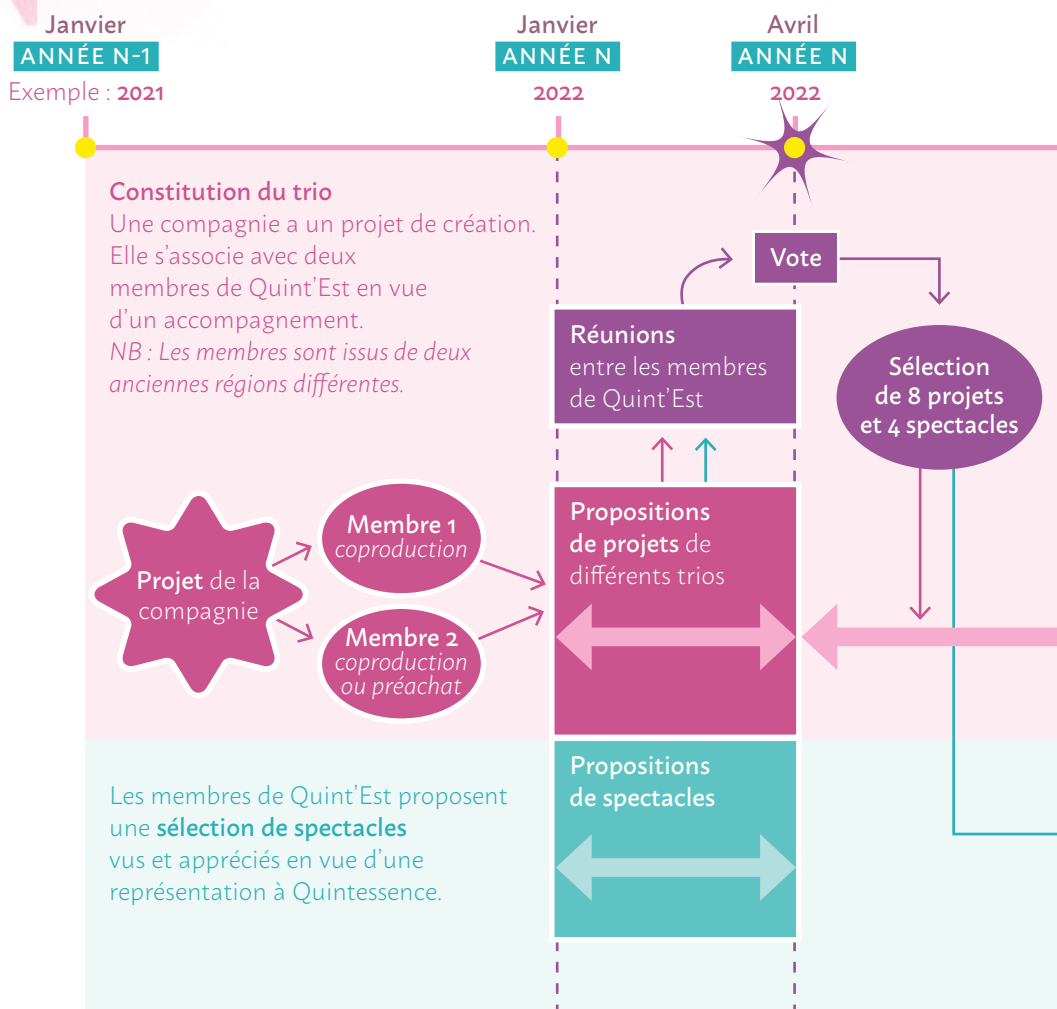 Janvier
ANNÉE N-1
Exemple : 2021
Janvier
ANNÉE N
2022
Avril
ANNÉE N
2022
Constitution du trio
Une compagnie a un projet de création.
Elle s'associe avec deux
membres de Quint'Est en vue
d'un accompagnement.
NB : Les membres sont issus de deux
anciennes régions différentes.
Vote
Réunions
entre les membres
de Quint'Est
Sélection
de 8 projets
et 4 spectacles
Projet de la
compagnie
Membre 1
coproduction
Membre 2
coproduction
ou préachat
Propositions
de projets de
différents trios
Les membres de Quint'Est proposent
une sélection de spectacles
vus et appréciés en vue d'une
représentation à Quintessence.
Propositions
de spectacles